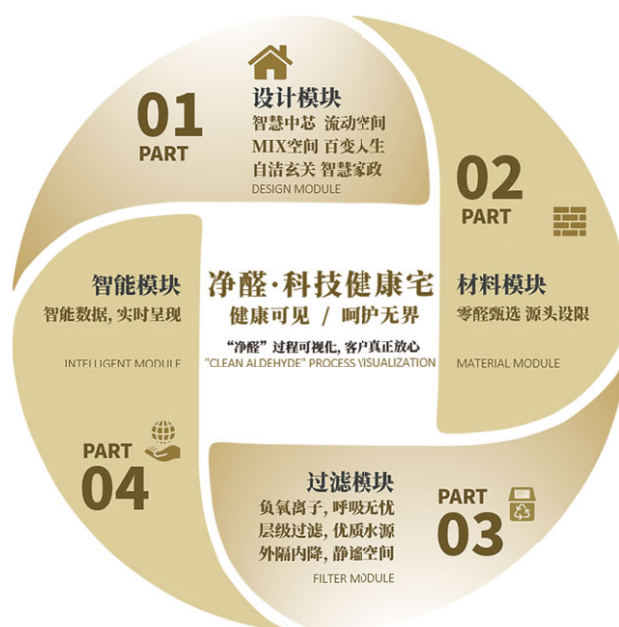 01
PART
设计模块
智慧中芯 流动空间
MIX空间 百变人生
自洁玄关 智慧家政
DESIGN MODULE
02
PART
材料模块
零醛甄选 源头设限
MATERIAL MODULE
净醛·科技健康宅
健康可见 / 呵护无界
“净醛”过程可视化, 客户真正放心
"CLEAN ALDEHYDE" PROCESS VISUALIZATION
智能模块
智能数据, 实时呈现
INTELLIGENT MODULE
PART
04
过滤模块
负氧离子, 呼吸无忧
层级过滤, 优质水源
外隔内降, 静谧空间
FILTER MODULE
PART
03